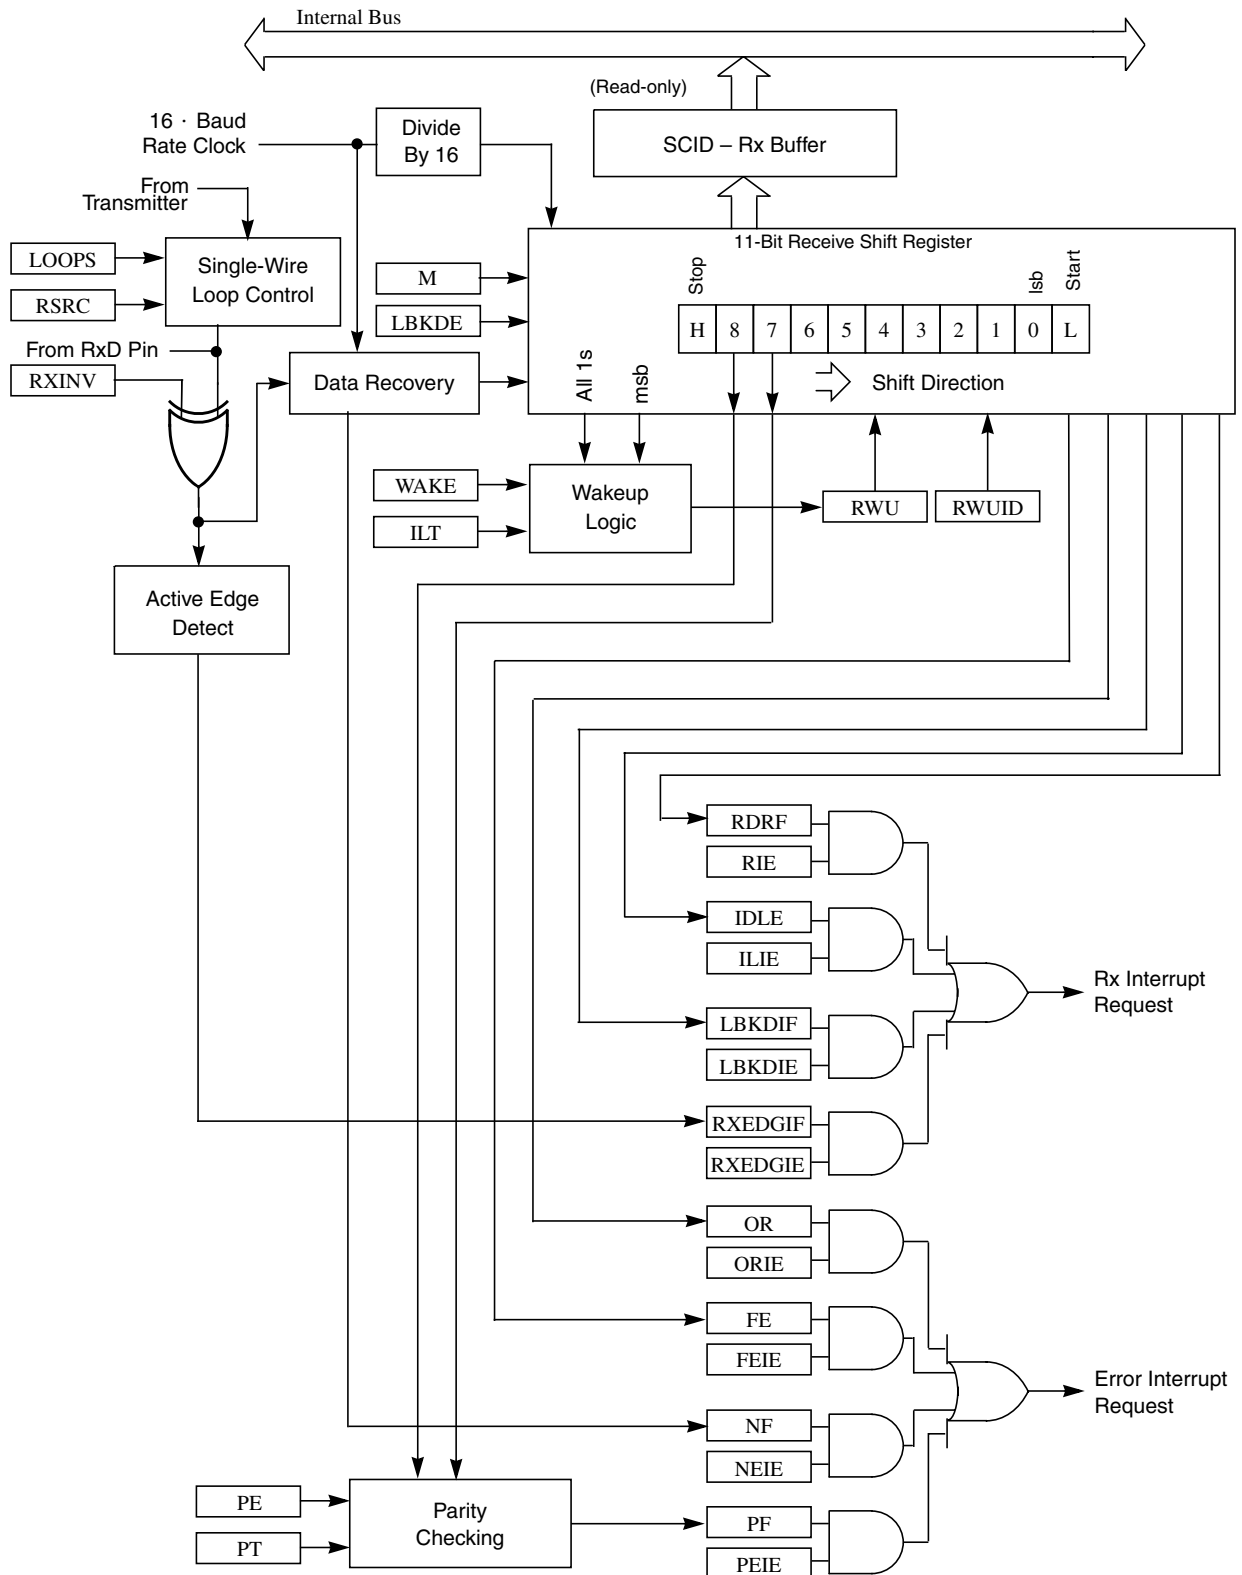 Internal Bus
(Read-only)
16 · Baud
Rate Clock
Divide
By 16
SCID – Rx Buffer
From
Transmitter
11-Bit Receive Shift Register
LOOPS
RSRC
Single-Wire
Loop Control
M
LBKDE
Stop
lsb
Start
H 8 7 6 5 4 3 2 1 0 L
From RxD Pin
RXINV
Data Recovery
All 1s
msb
Shift Direction
WAKE
ILT
Wakeup
Logic
RWU
RWUID
Active Edge
Detect
RDRF
RIE
IDLE
ILIE
Rx Interrupt
Request
LBKDIF
LBKDIE
RXEDGIF
RXEDGIE
OR
ORIE
FE
FEIE
Error Interrupt
Request
NF
NEIE
PE
PT
Parity
Checking
PF
PEIE